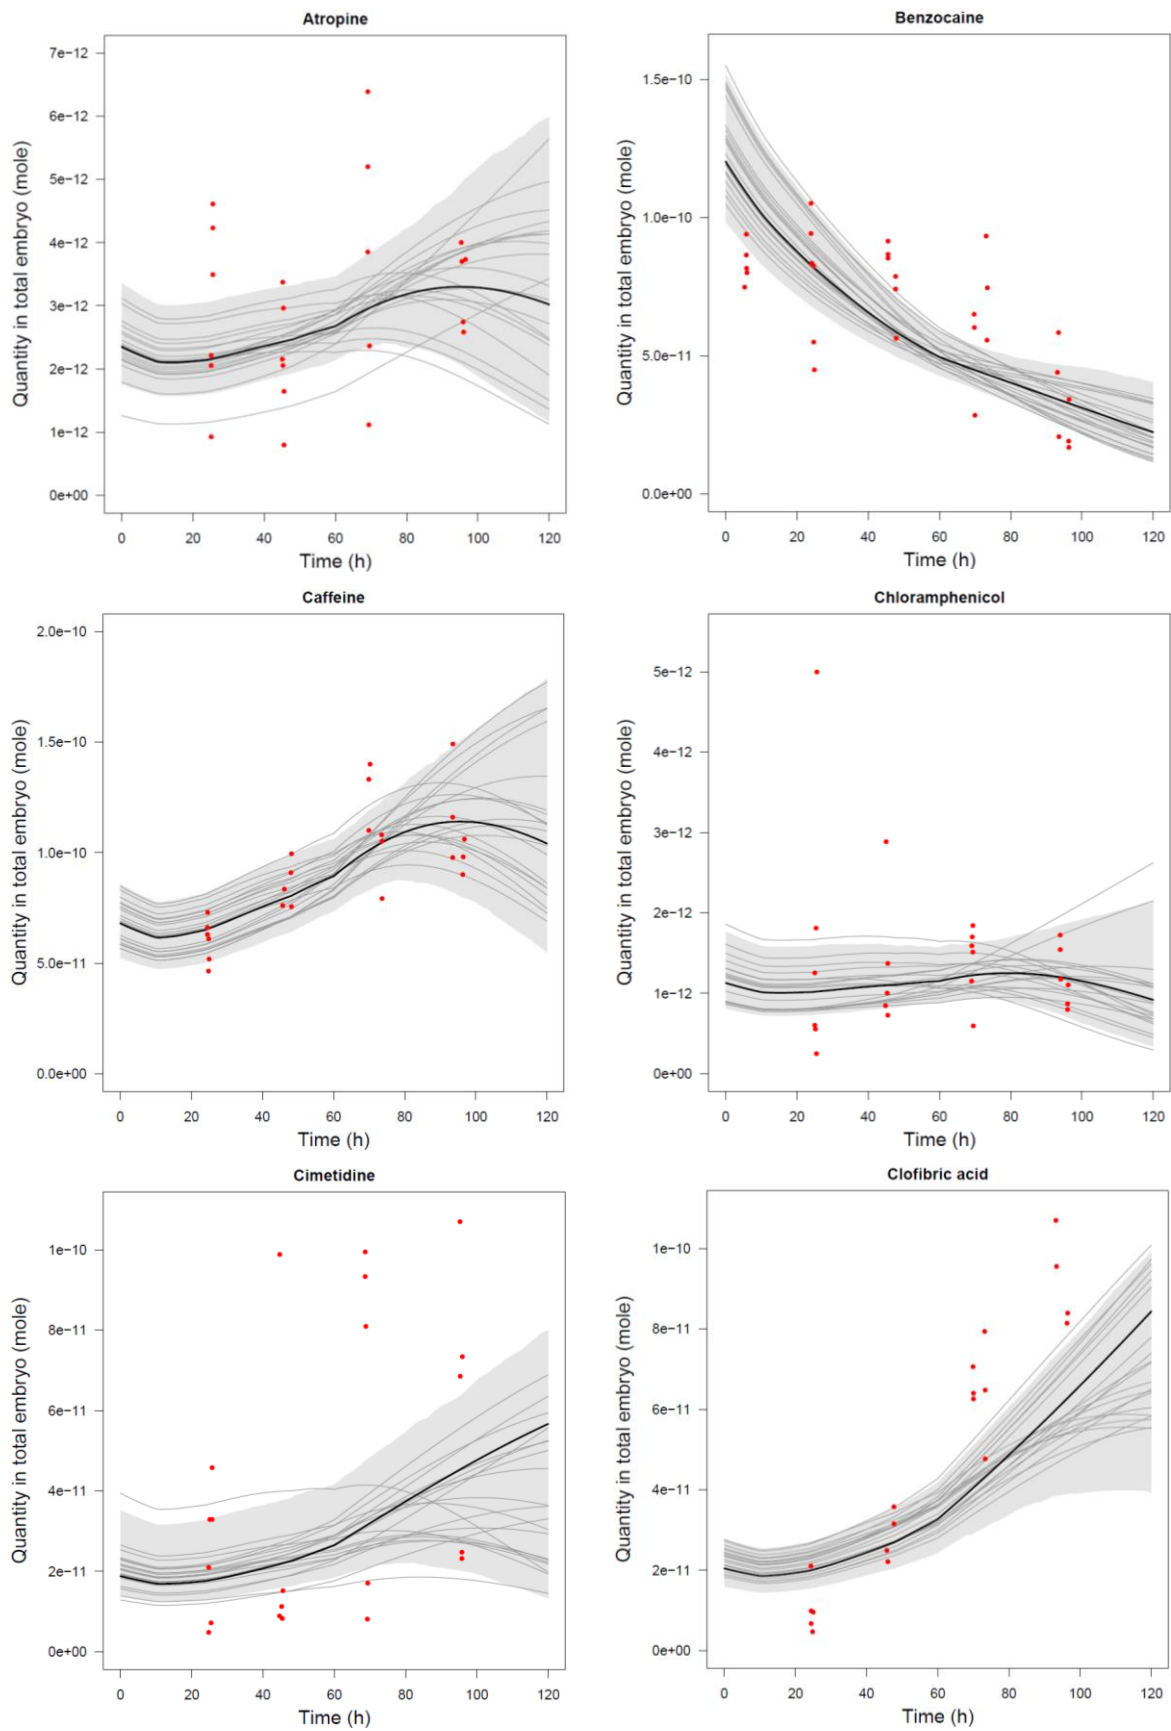 Atropine
7e−12
6e−12
5e−12
4e−12
3e−12
2e−12
1e−12
0e+00
Quantity in total embryo (mole)
0 20 40 60 80 100 120
Time (h)
Benzocaine
1.5e−10
1.0e−10
5.0e−11
0.0e+00
Quantity in total embryo (mole)
0 20 40 60 80 100 120
Time (h)
Caffeine
2.0e−10
1.5e−10
1.0e−10
5.0e−11
0.0e+00
Quantity in total embryo (mole)
0 20 40 60 80 100 120
Time (h)
Chloramphenicol
5e−12
4e−12
3e−12
2e−12
1e−12
0e+00
Quantity in total embryo (mole)
0 20 40 60 80 100 120
Time (h)
Cimetidine
1e−10
8e−11
6e−11
4e−11
2e−11
0e+00
Quantity in total embryo (mole)
0 20 40 60 80 100 120
Time (h)
Clofibric acid
1e−10
8e−11
6e−11
4e−11
2e−11
0e+00
Quantity in total embryo (mole)
0 20 40 60 80 100 120
Time (h)